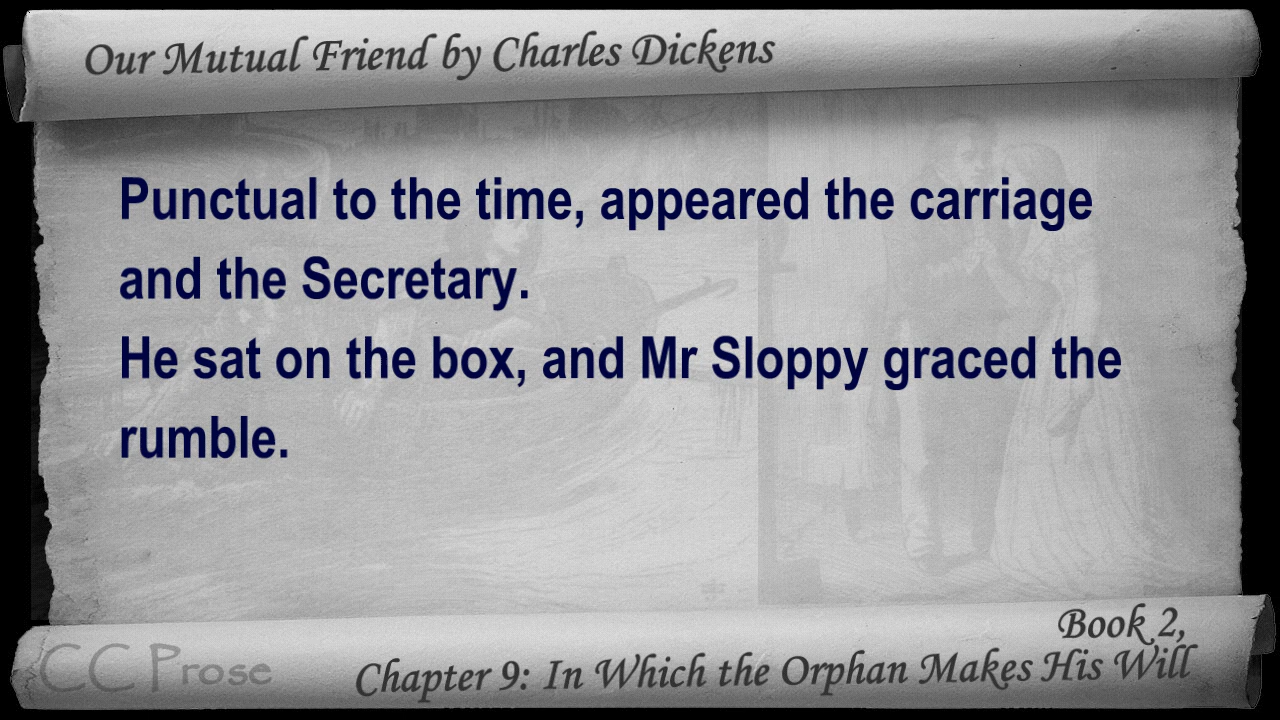 Our Mutual Friend by Charles Dickens
Punctual to the time, appeared the carriage
and the Secretary.
He sat on the box, and Mr Sloppy graced the
rumble.
Book 2,
Chapter 9: In Which the Orphan Makes His Will
CC Prose